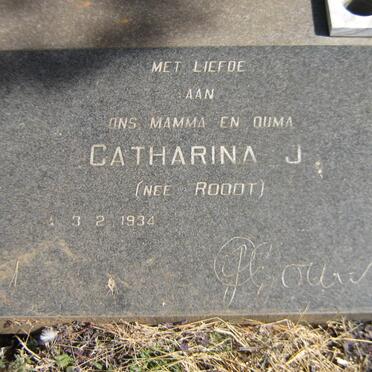 MET LIEFDE
AAN
ONS MAMMA EN OUMA
CATHARINA J
(NEE ROODT)
3 2 1934